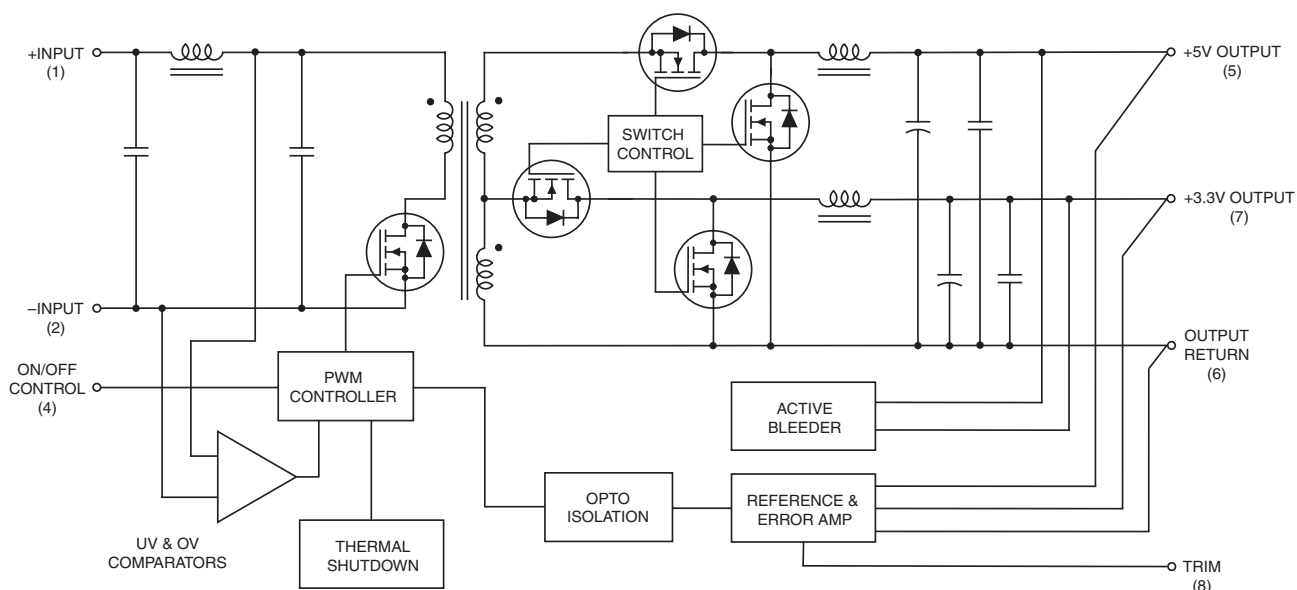 +INPUT
(1)
+5V OUTPUT
(5)
SWITCH
CONTROL
+3.3V OUTPUT
(7)
–INPUT
(2)
OUTPUT
RETURN
(6)
ON/OFF
CONTROL
(4)
PWM
CONTROLLER
ACTIVE
BLEEDER
OPTO
ISOLATION
REFERENCE &
ERROR AMP
UV & OV
COMPARATORS
THERMAL
SHUTDOWN
TRIM
(8)